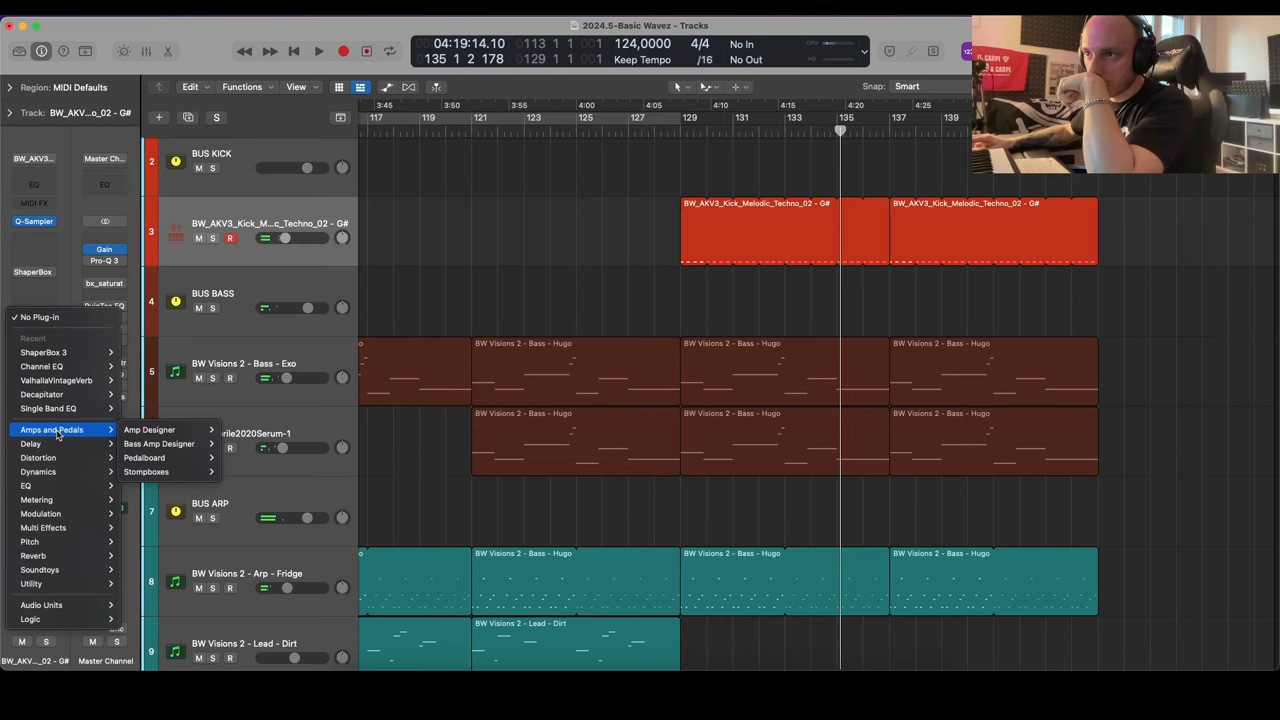 2024.5-Basic Wavez - Tracks
04:19:14.10
113 1 1 001
124,0000
4/4
No In
CPU
135 1 2 178
129 1 1 001
Keep Tempo
/16
No Out
HD
Region: MIDI Defaults
Edit
Functions
View
Snap: Smart
Track: BW_AKV...o_02 - G#
S
3:45
3:50
3:55
4:00
4:05
4:10
4:15
4:20
4:25
117
119
121
123
125
127
129
131
133
135
137
139
BW_AKV3...
Master Ch...
EQ
EQ
MIDI FX
Q-Sampler
Gain
Pro-Q 3
ShaperBox
bx_saturat
No Plug-in
Recent
ShaperBox 3
Channel EQ
ValhallaVintageVerb
Decapitator
Single Band EQ
Amps and Pedals
Delay
Distortion
Dynamics
EQ
Metering
Modulation
Multi Effects
Pitch
Reverb
Soundtoys
Utility
Audio Units
Logic
Amp Designer
Bass Amp Designer
Pedalboard
Stompboxes
M S
M S
BW_AKV..._02 - G#
Master Channel
2
BUS KICK
M S
3
BW_AKV3_Kick_M...c_Techno_02 - G#
M S R
BW_AKV3_Kick_Melodic_Techno_02 - G#
BW_AKV3_Kick_Melodic_Techno_02 - G#
4
BUS BASS
M S
5
BW Visions 2 - Bass - Exo
M S R
o
BW Visions 2 - Bass - Hugo
BW Visions 2 - Bass - Hugo
BW Visions 2 - Bass - Hugo
rile2020Serum-1
R
BW Visions 2 - Bass - Hugo
BW Visions 2 - Bass - Hugo
BW Visions 2 - Bass - Hugo
7
BUS ARP
M S
8
BW Visions 2 - Arp - Fridge
M S R
o
BW Visions 2 - Bass - Hugo
BW Visions 2 - Bass - Hugo
BW Visions 2 - Bass - Hugo
9
BW Visions 2 - Lead - Dirt
M S R
BW Visions 2 - Lead - Dirt